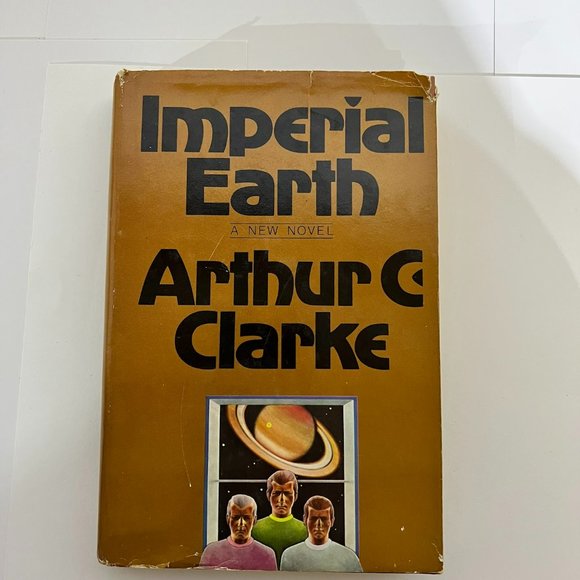 Imperial
Earth
A NEW NOVEL
Arthur C
Clarke